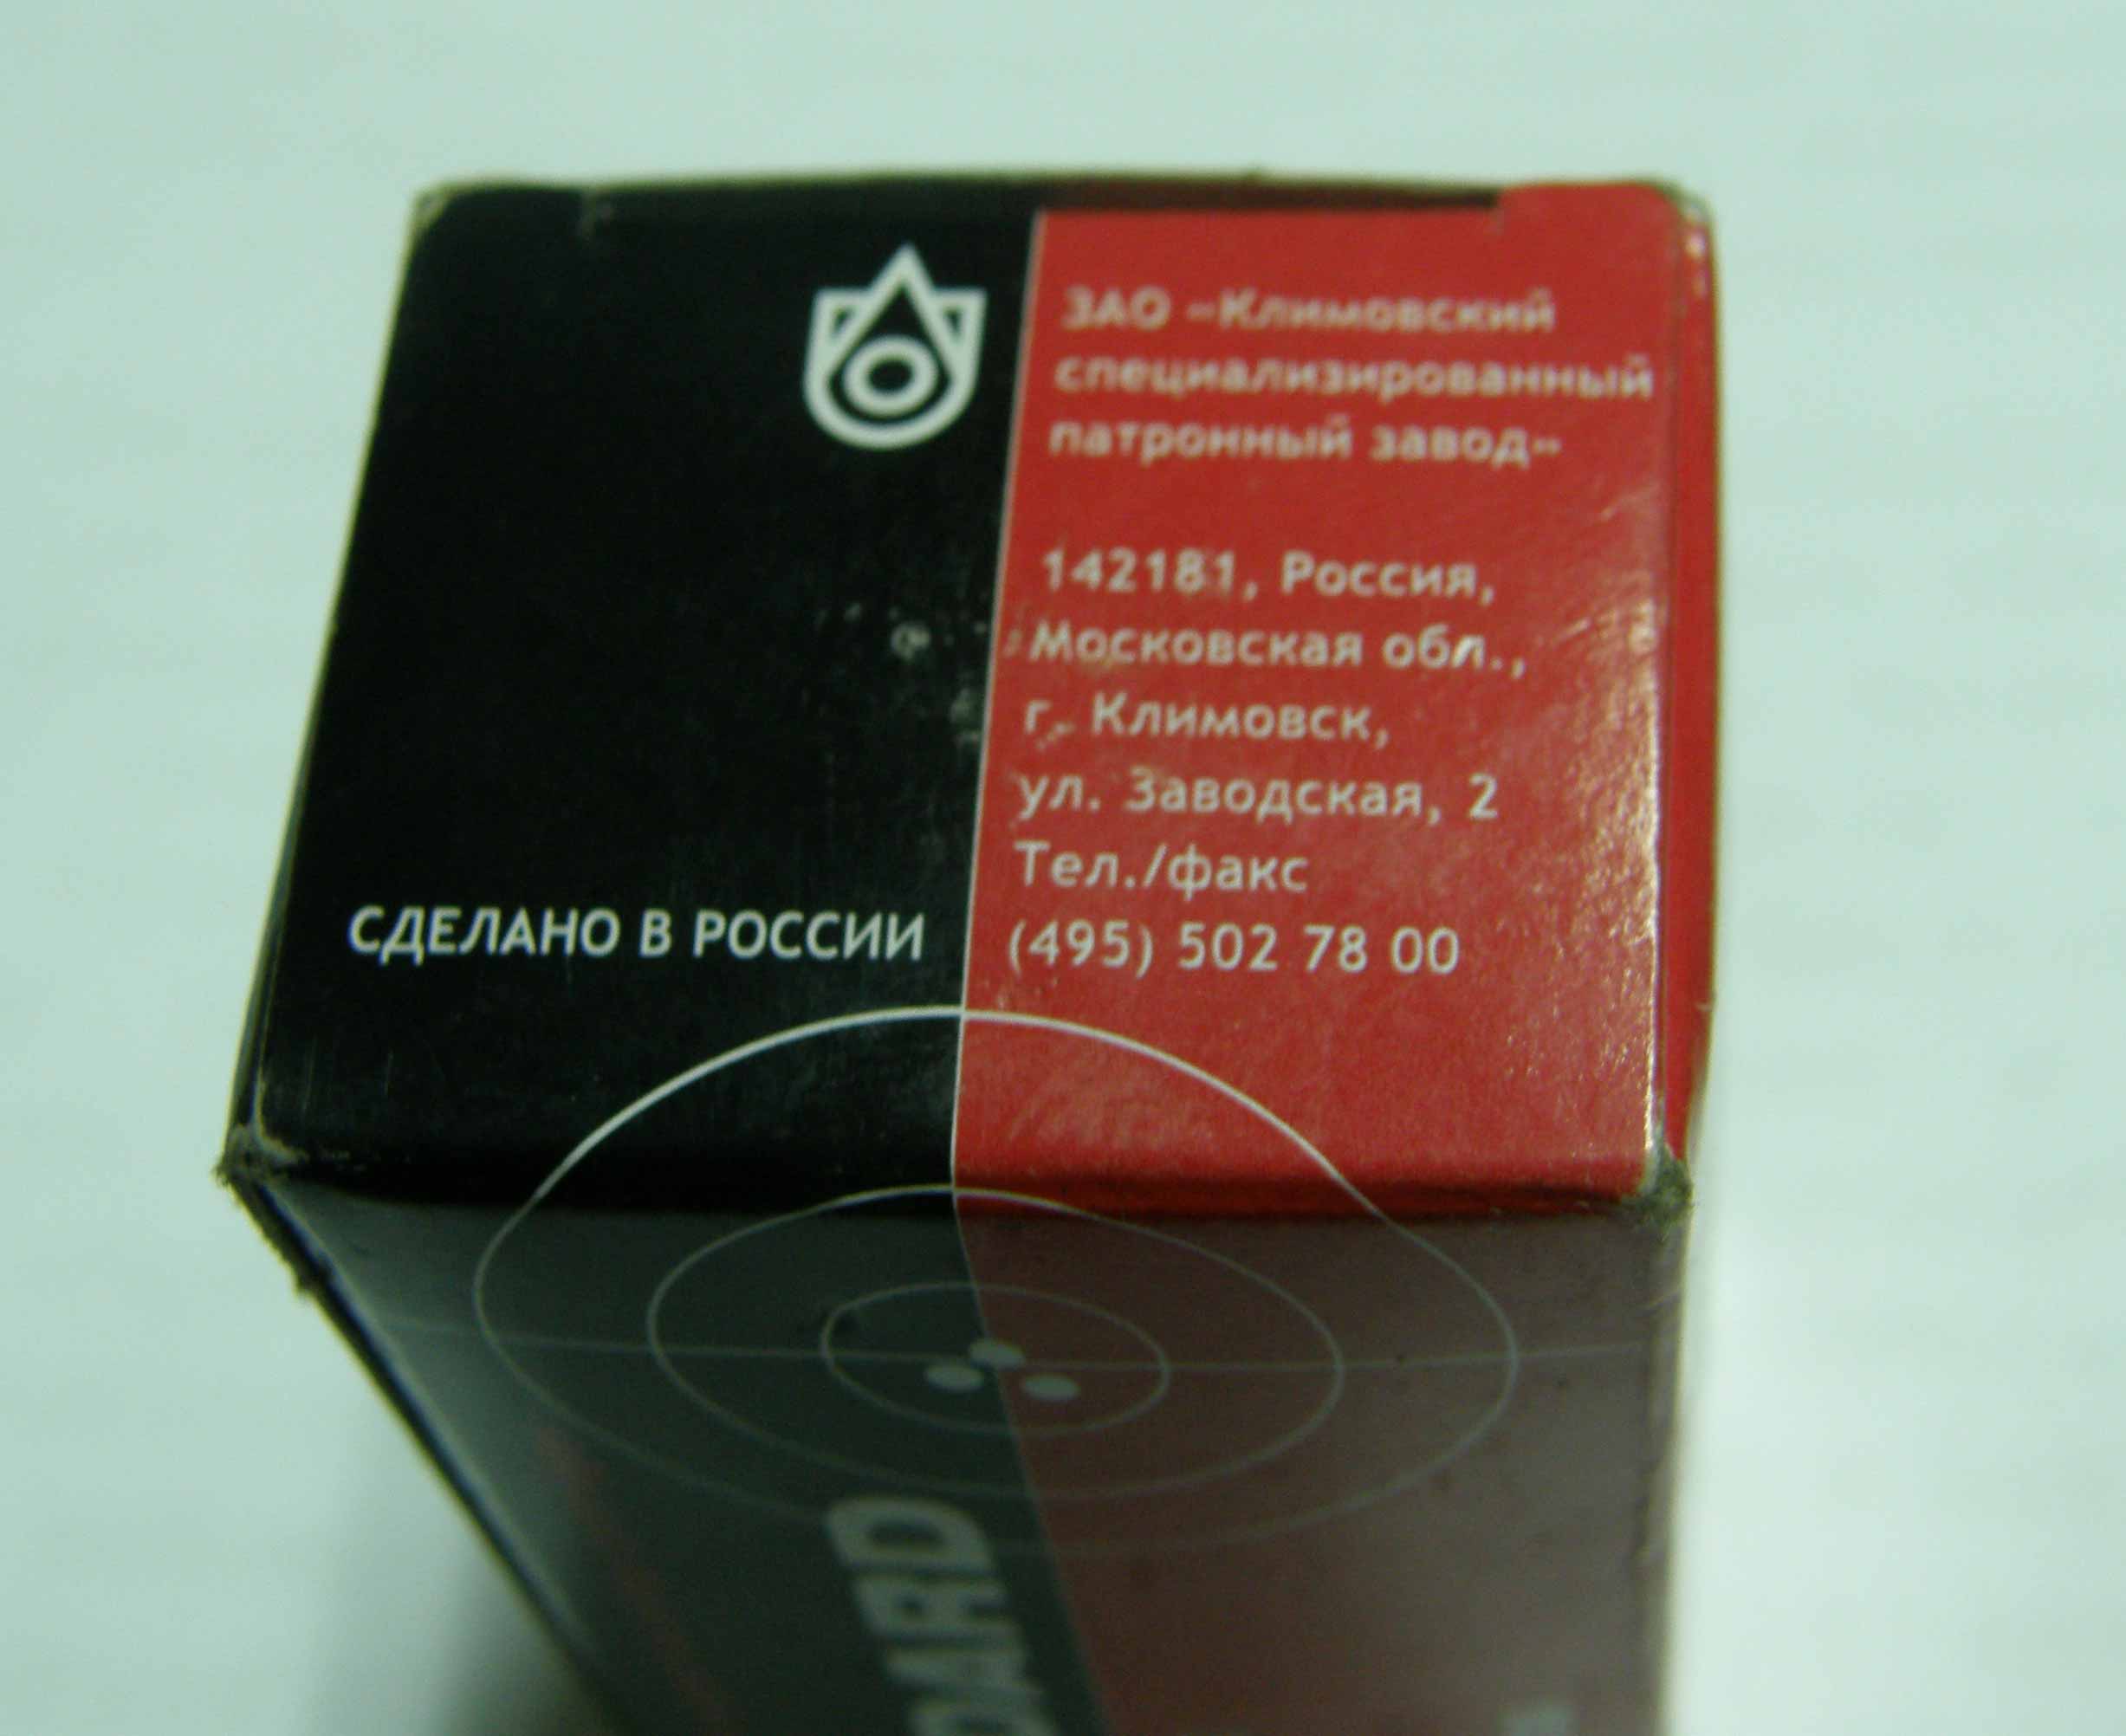 ЗАО «Климовский
специализированный
патронный завод»
142181, Россия,
Московская обл.,
г. Климовск,
ул. Заводская, 2
Тел./факс
(495) 502 78 00
СДЕЛАНО В РОССИИ